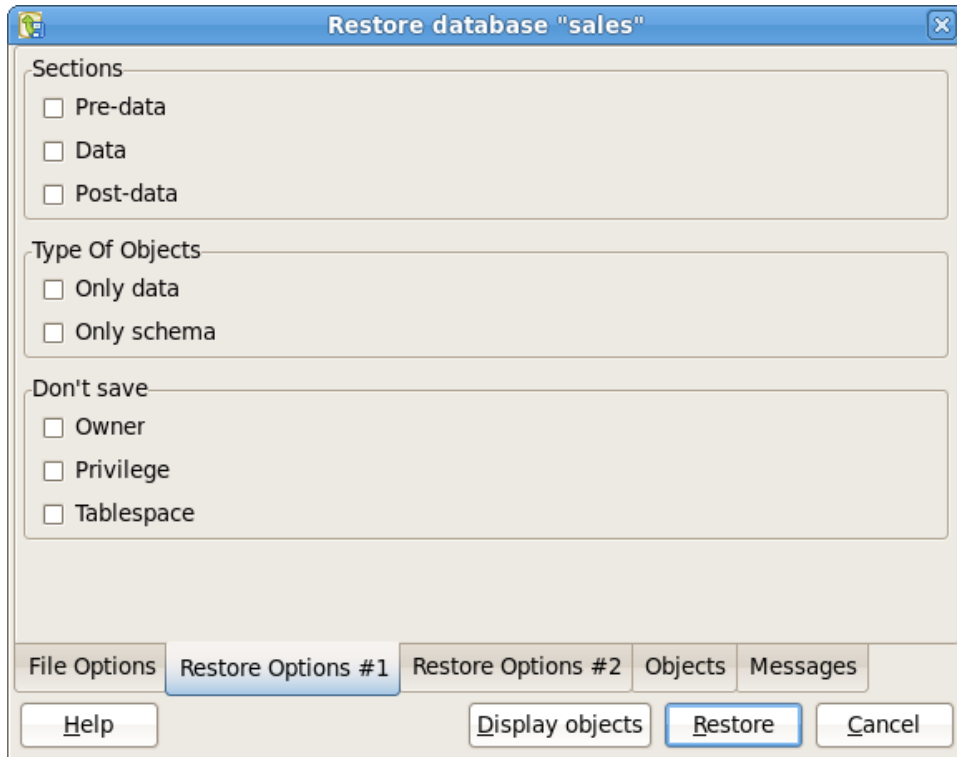 Restore database "sales"
Sections
Pre-data
Data
Post-data
Type Of Objects
Only data
Only schema
Don't save
Owner
Privilege
Tablespace
File Options Restore Options #1 Restore Options #2 Objects Messages
Help Display objects Restore Cancel